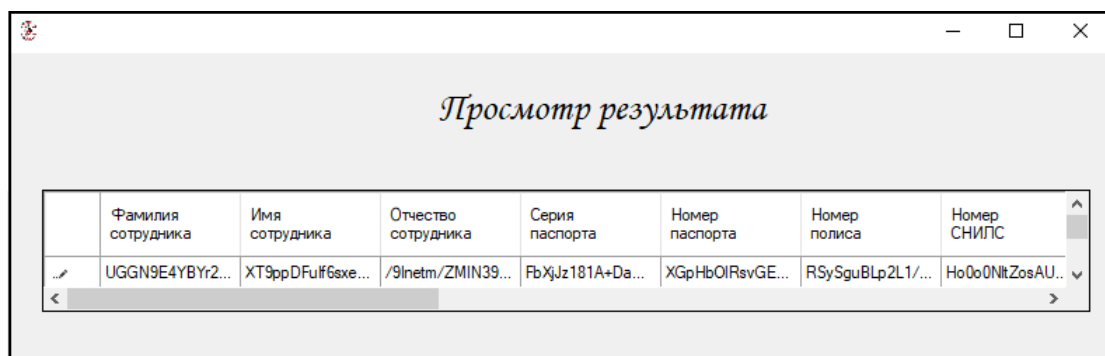 Просмотр результата
Фамилия сотрудника
Имя сотрудника
Отчество сотрудника
Серия паспорта
Номер паспорта
Номер полиса
Номер СНИЛС
UGGN9E4YBYr2... XT9ppDFulf6sxe... /9Inetm/ZMIN39... FbXjJz181A+Da... XGpHbOIRsvGE... RSySguBLp2L1/... Ho0o0NltZosAU...